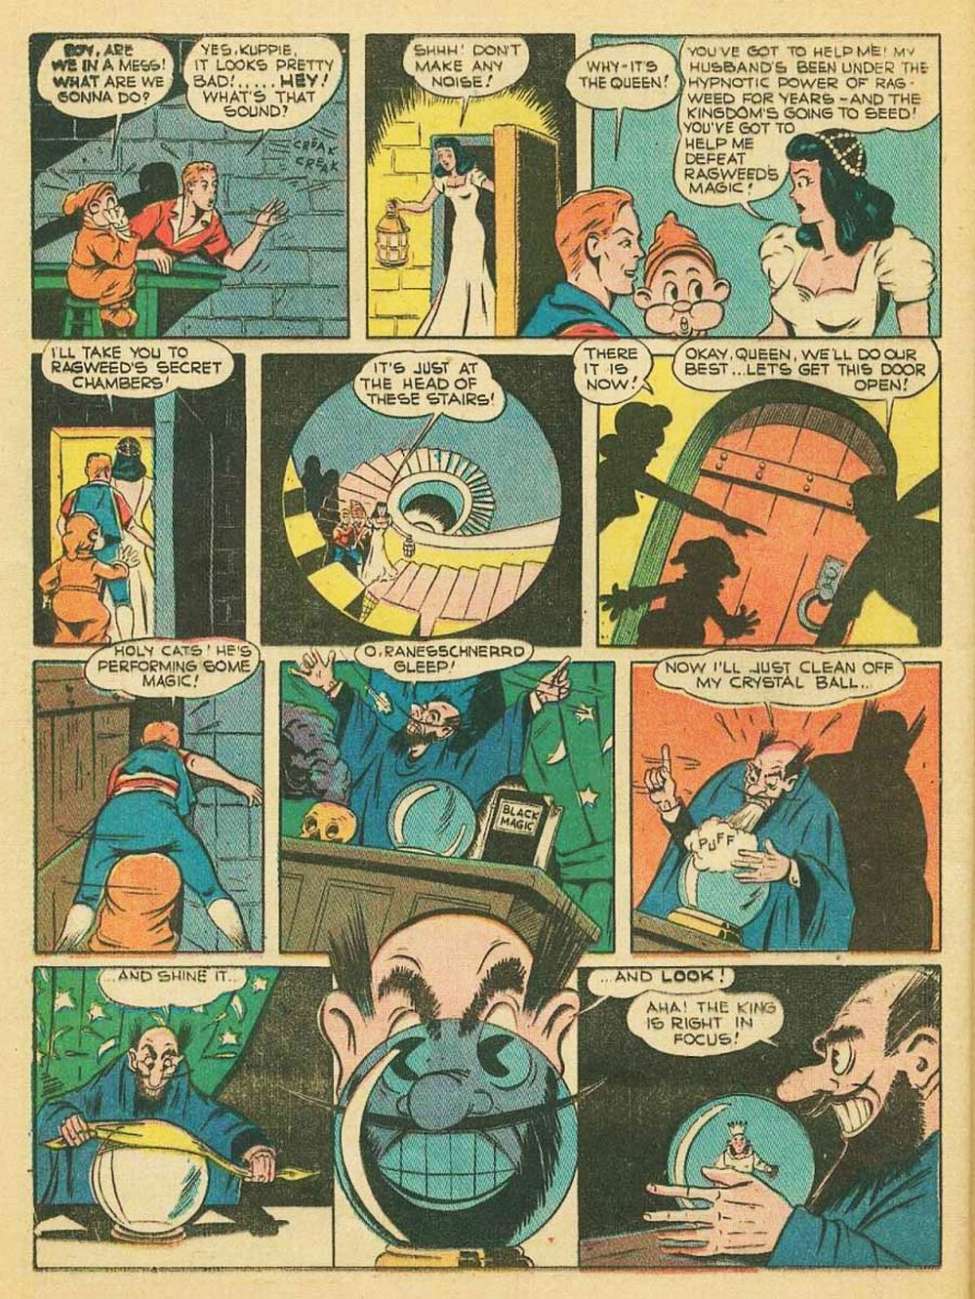 BOY, ARE
WE IN A MESS!
WHAT ARE WE
GONNA DO?
YES, KUPPIE,
IT LOOKS PRETTY
BAD!.....HEY!
WHAT'S THAT
SOUND?
CREAK
CREAK
SHHH! DON'T
MAKE ANY
NOISE!
WHY-IT'S
THE QUEEN!
YOU'VE GOT TO HELP ME! MY
HUSBAND'S BEEN UNDER THE
HYPNOTIC POWER OF RAG-
WEED FOR YEARS - AND THE
KINGDOM'S GOING TO SEED!
YOU'VE GOT TO
HELP ME
DEFEAT
RAGWEED'S
MAGIC!
I'LL TAKE YOU TO
RAGWEED'S SECRET
CHAMBERS!
IT'S JUST AT
THE HEAD OF
THESE STAIRS!
THERE
IT IS
NOW!
OKAY, QUEEN, WE'LL DO OUR
BEST...LET'S GET THIS DOOR
OPEN!
HOLY CATS! HE'S
PERFORMING SOME
MAGIC!
O, RANESSCHNERRD
GLEEP!
BLACK
MAGIC
NOW I'LL JUST CLEAN OFF
MY CRYSTAL BALL...
PUFF
...AND SHINE IT...
...AND LOOK!
AHA! THE KING
IS RIGHT IN
FOCUS!